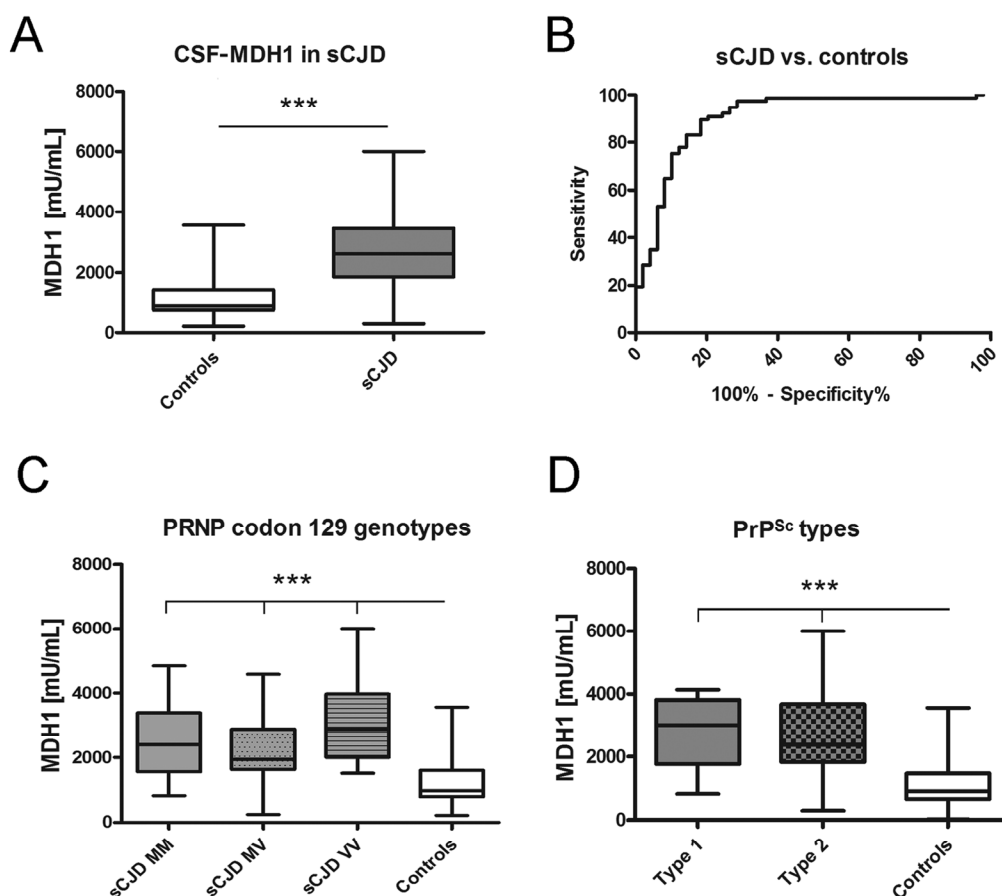 A
CSF-MDH1 in sCJD
8000
6000
4000
2000
0
MDH1 [mU/mL]
***
Controls
sCJD
B
sCJD vs. controls
100
80
60
40
20
0
Sensitivity
0
20
40
60
80
100
100% - Specificity%
C
PRNP codon 129 genotypes
8000
6000
4000
2000
0
MDH1 [mU/mL]
***
sCJD MM
sCJD MV
sCJD VV
Controls
D
PrPSc types
8000
6000
4000
2000
0
MDH1 [mU/mL]
***
Type 1
Type 2
Controls